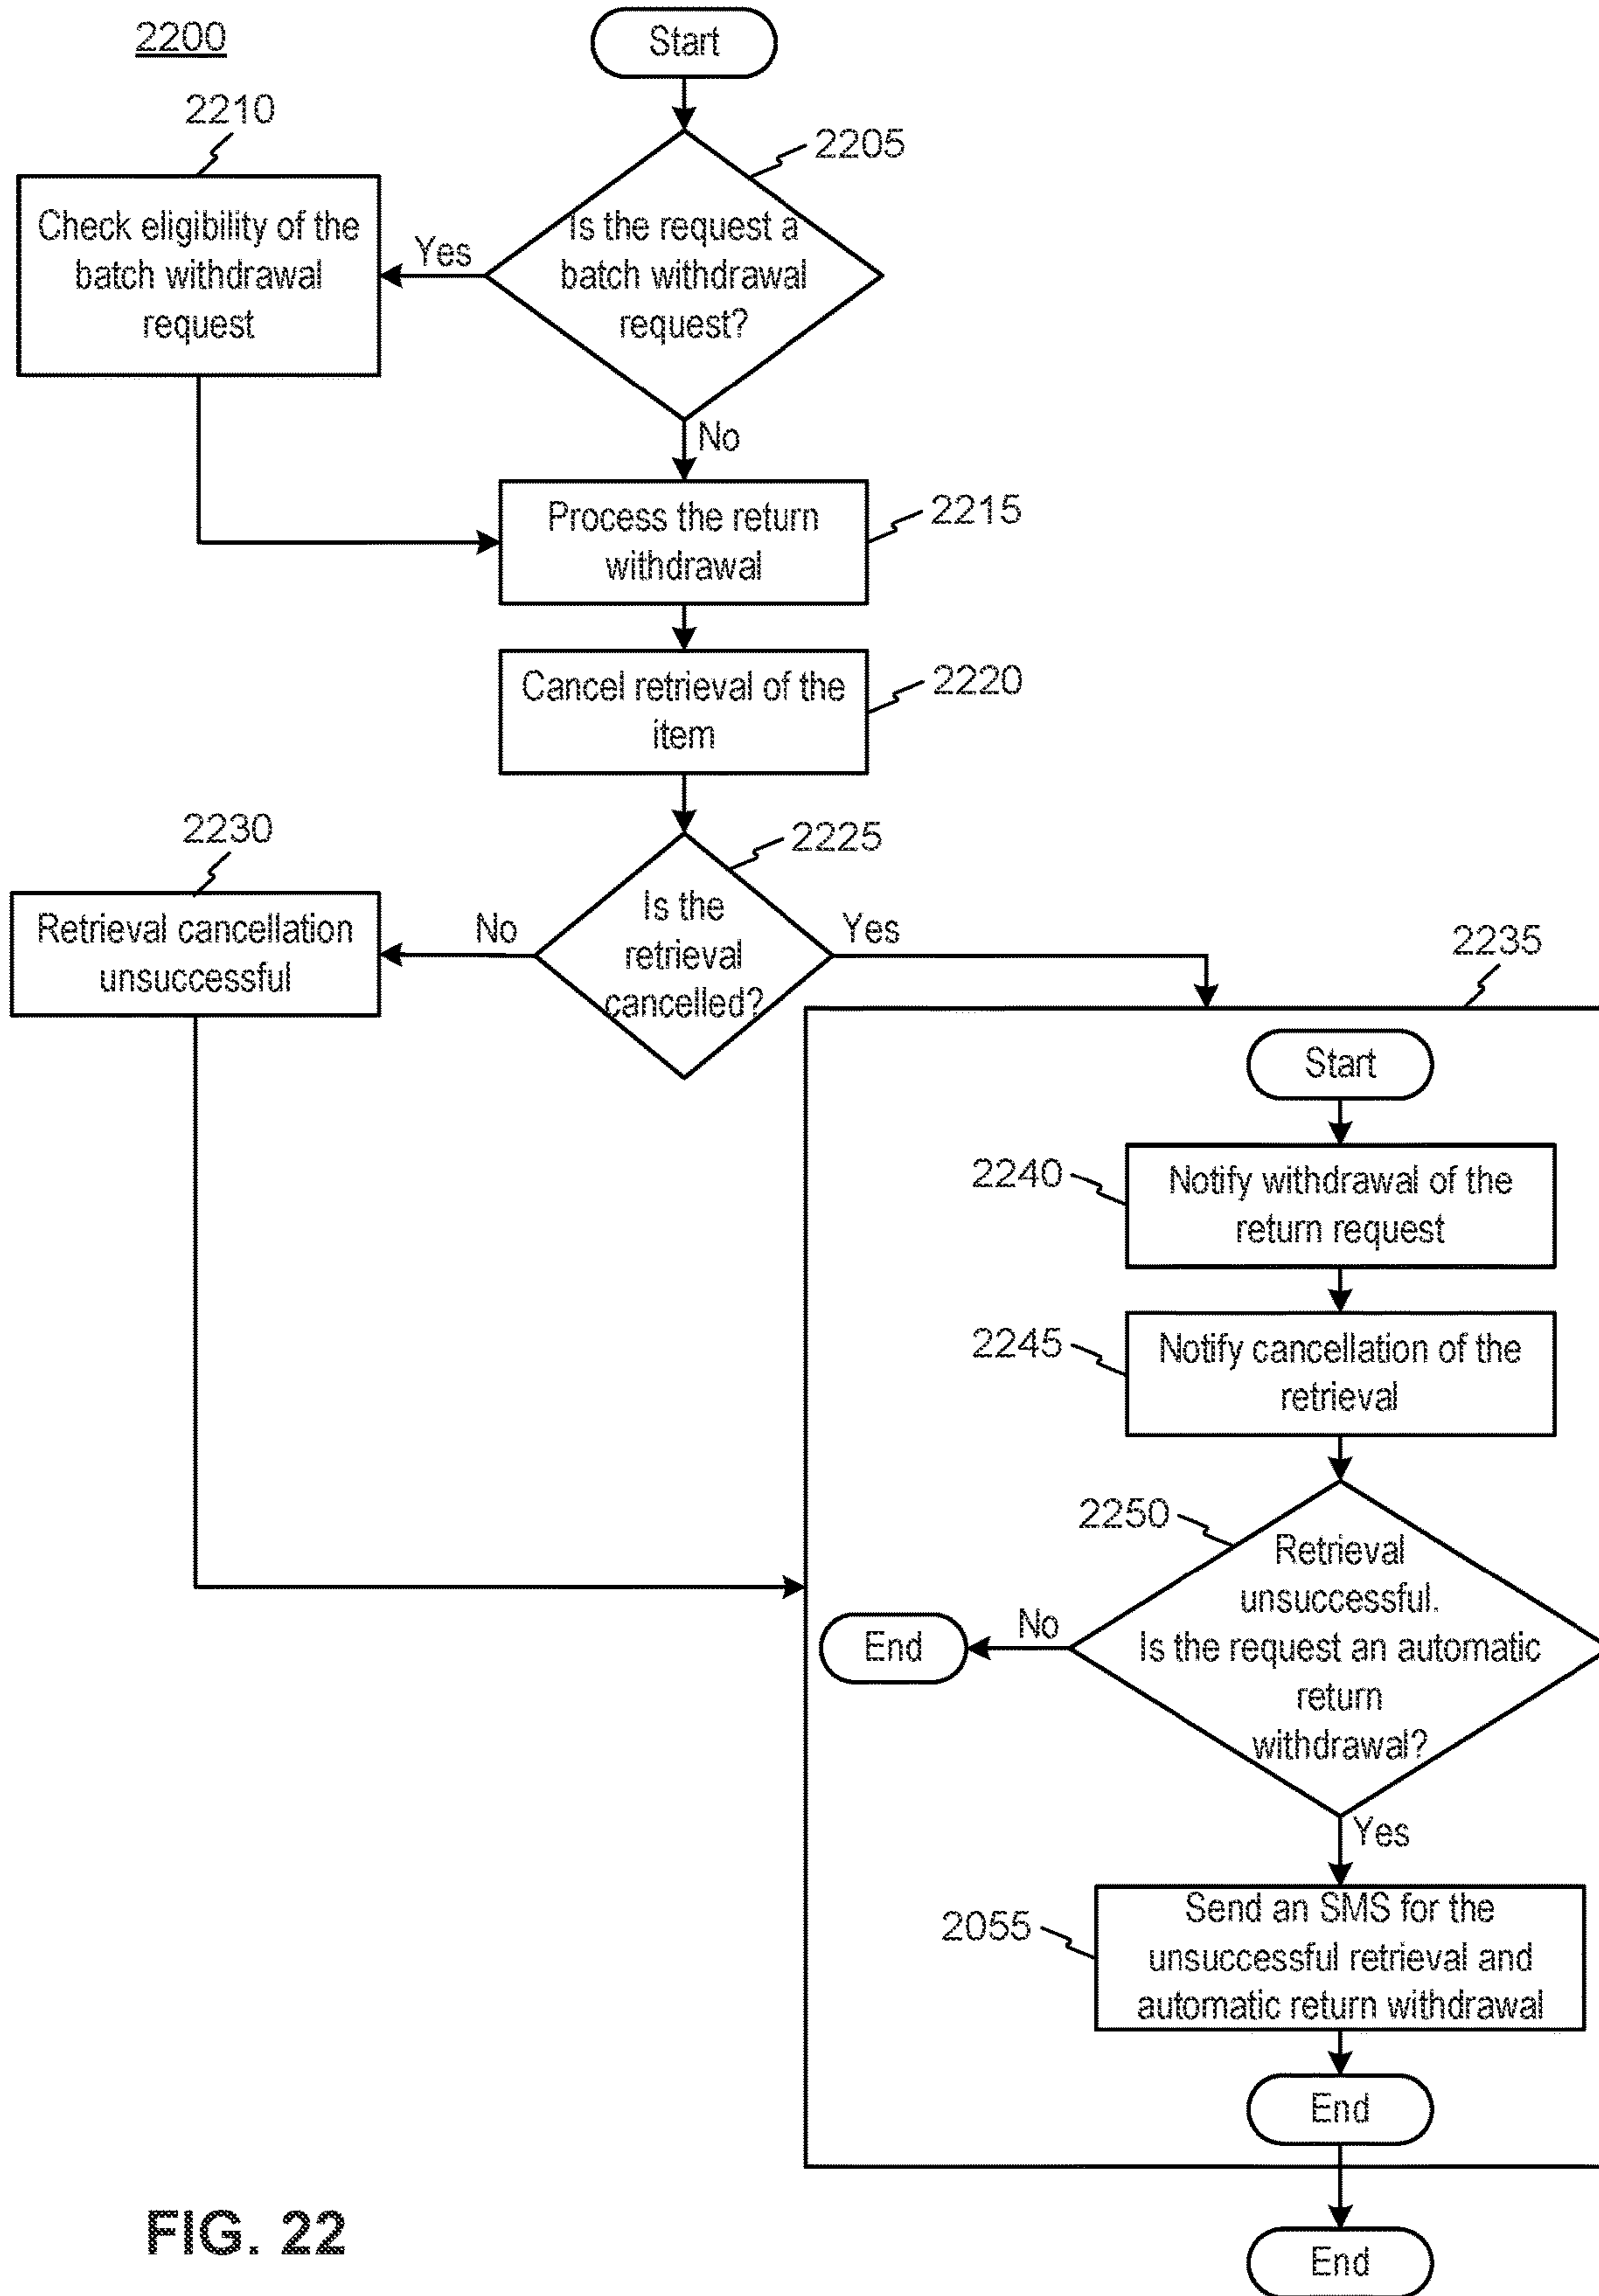 2200
Start
2210
2205
Check eligibility of the
batch withdrawal
request
Yes
Is the request a
batch withdrawal
request?
No
Process the return
withdrawal
2215
Cancel retrieval of the
item
2220
2230
2225
Retrieval cancellation
unsuccessful
No
Is the
retrieval
cancelled?
Yes
2235
Start
2240
Notify withdrawal of the
return request
2245
Notify cancellation of the
retrieval
2250
Retrieval
unsuccessful.
Is the request an automatic
return
withdrawal?
No
End
Yes
2055
Send an SMS for the
unsuccessful retrieval and
automatic return withdrawal
End
End
FIG. 22